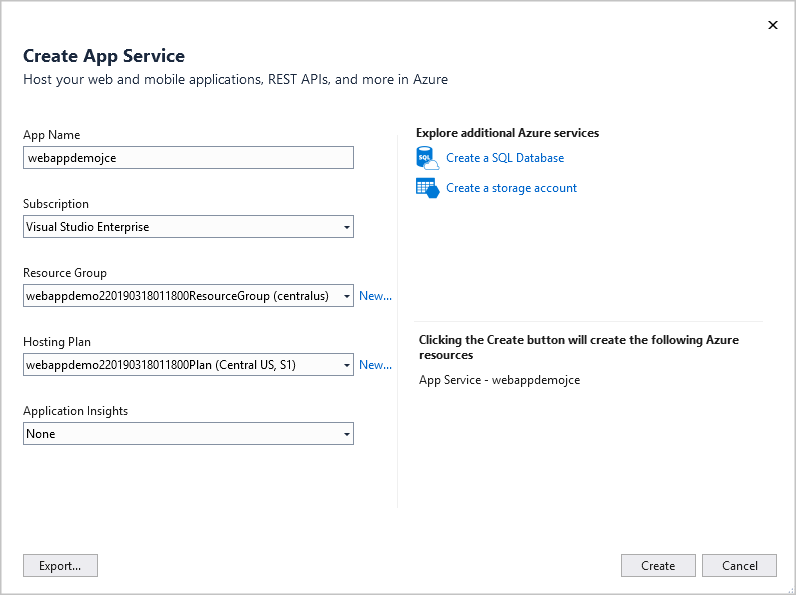 Create App Service
Host your web and mobile applications, REST APIs, and more in Azure
App Name
webappdemojce
Subscription
Visual Studio Enterprise
Resource Group
webappdemo220190318011800ResourceGroup (centralus)
New...
Hosting Plan
webappdemo220190318011800Plan (Central US, S1)
New...
Application Insights
None
Explore additional Azure services
SQL
Create a SQL Database
Create a storage account
Clicking the Create button will create the following Azure
resources
App Service - webappdemojce
Export...
Create
Cancel